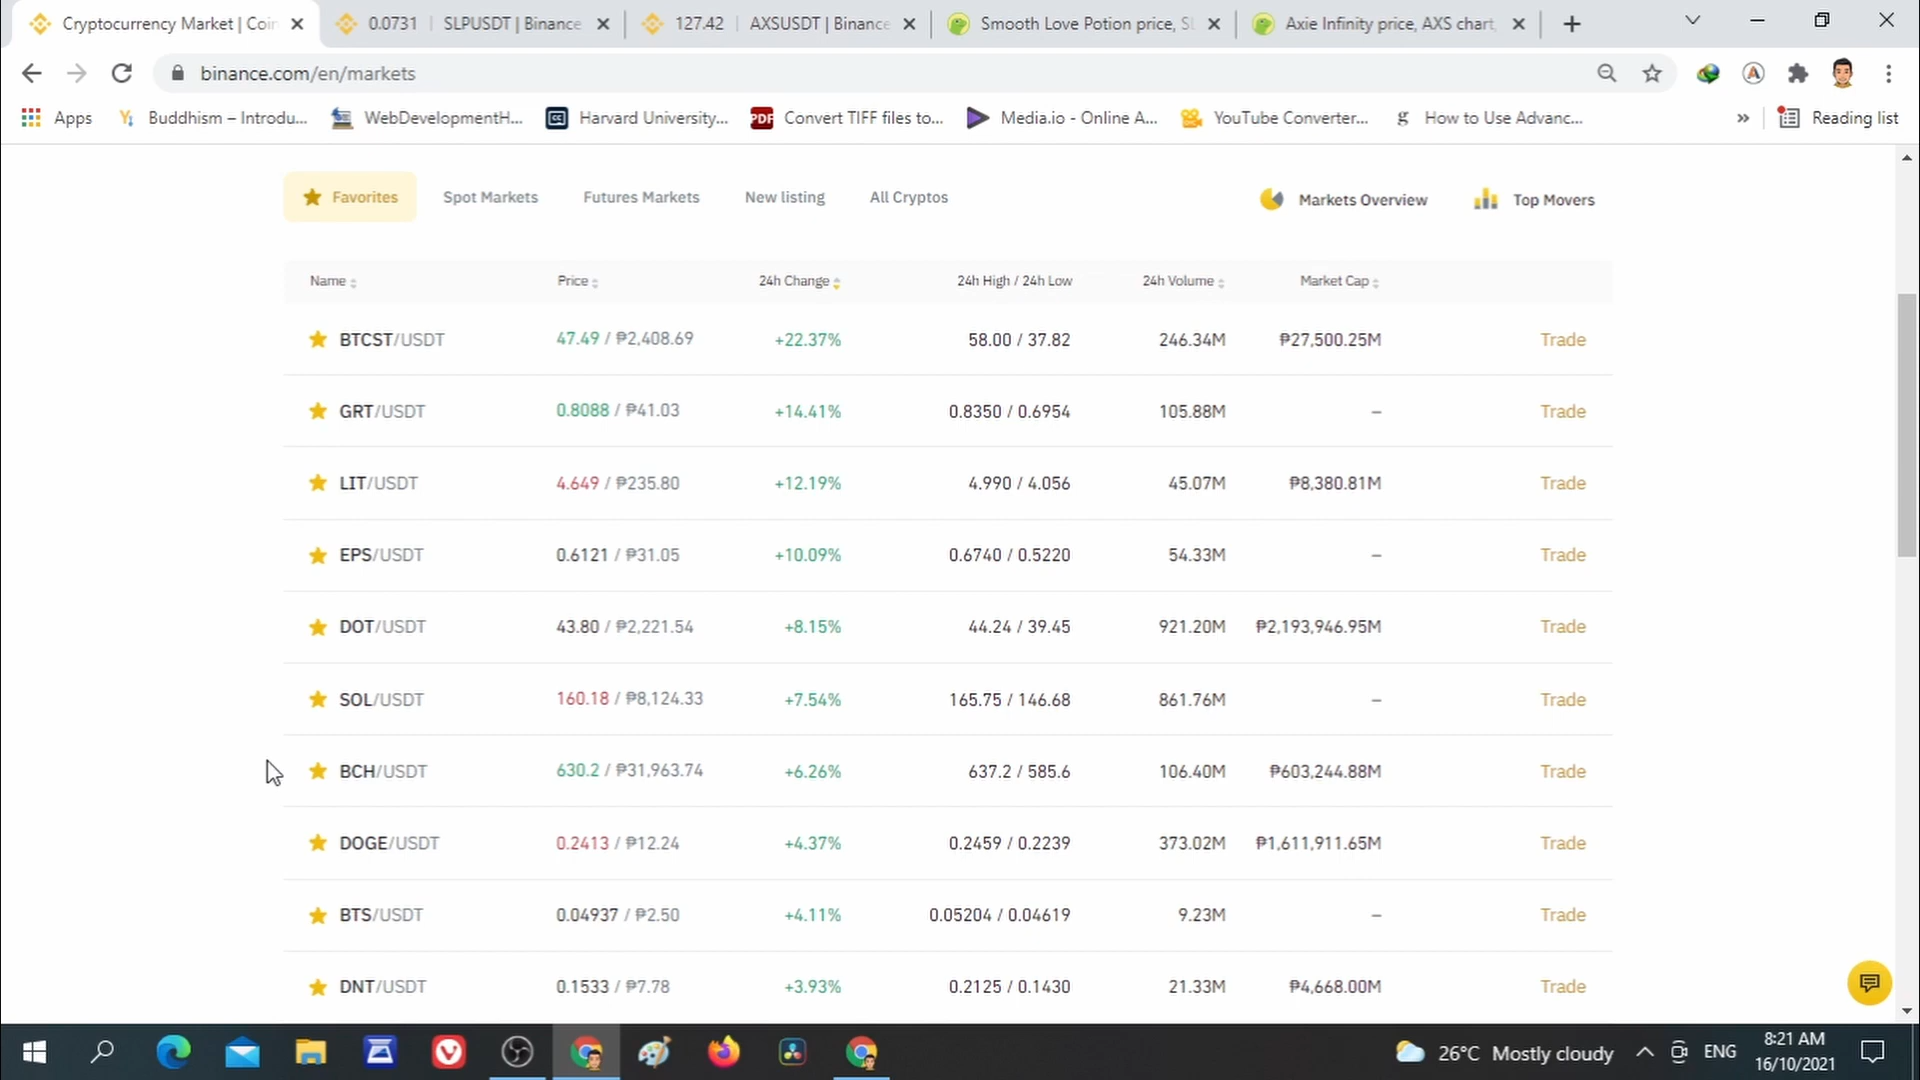 Cryptocurrency Market | Coin
0.0731 | SLPUSDT | Binance
127.42 | AXSUSDT | Binance
Smooth Love Potion price, SL
Axie Infinity price, AXS chart,
binance.com/en/markets
Apps
Buddhism – Introdu...
WebDevelopmentH...
Harvard University...
PDF Convert TIFF files to...
Media.io - Online A...
YouTube Converter...
How to Use Advanc...
»
Reading list
Favorites Spot Markets Futures Markets New listing All Cryptos Markets Overview Top Movers
Name Price 24h Change 24h High / 24h Low 24h Volume Market Cap
BTCST/USDT 47.49 / ₱2,408.69 +22.37% 58.00 / 37.82 246.34M ₱27,500.25M Trade
GRT/USDT 0.8088 / ₱41.03 +14.41% 0.8350 / 0.6954 105.88M – Trade
LIT/USDT 4.649 / ₱235.80 +12.19% 4.990 / 4.056 45.07M ₱8,380.81M Trade
EPS/USDT 0.6121 / ₱31.05 +10.09% 0.6740 / 0.5220 54.33M – Trade
DOT/USDT 43.80 / ₱2,221.54 +8.15% 44.24 / 39.45 921.20M ₱2,193,946.95M Trade
SOL/USDT 160.18 / ₱8,124.33 +7.54% 165.75 / 146.68 861.76M – Trade
BCH/USDT 630.2 / ₱31,963.74 +6.26% 637.2 / 585.6 106.40M ₱603,244.88M Trade
DOGE/USDT 0.2413 / ₱12.24 +4.37% 0.2459 / 0.2239 373.02M ₱1,611,911.65M Trade
BTS/USDT 0.04937 / ₱2.50 +4.11% 0.05204 / 0.04619 9.23M – Trade
DNT/USDT 0.1533 / ₱7.78 +3.93% 0.2125 / 0.1430 21.33M ₱4,668.00M Trade
26°C Mostly cloudy
ENG
8:21 AM
16/10/2021